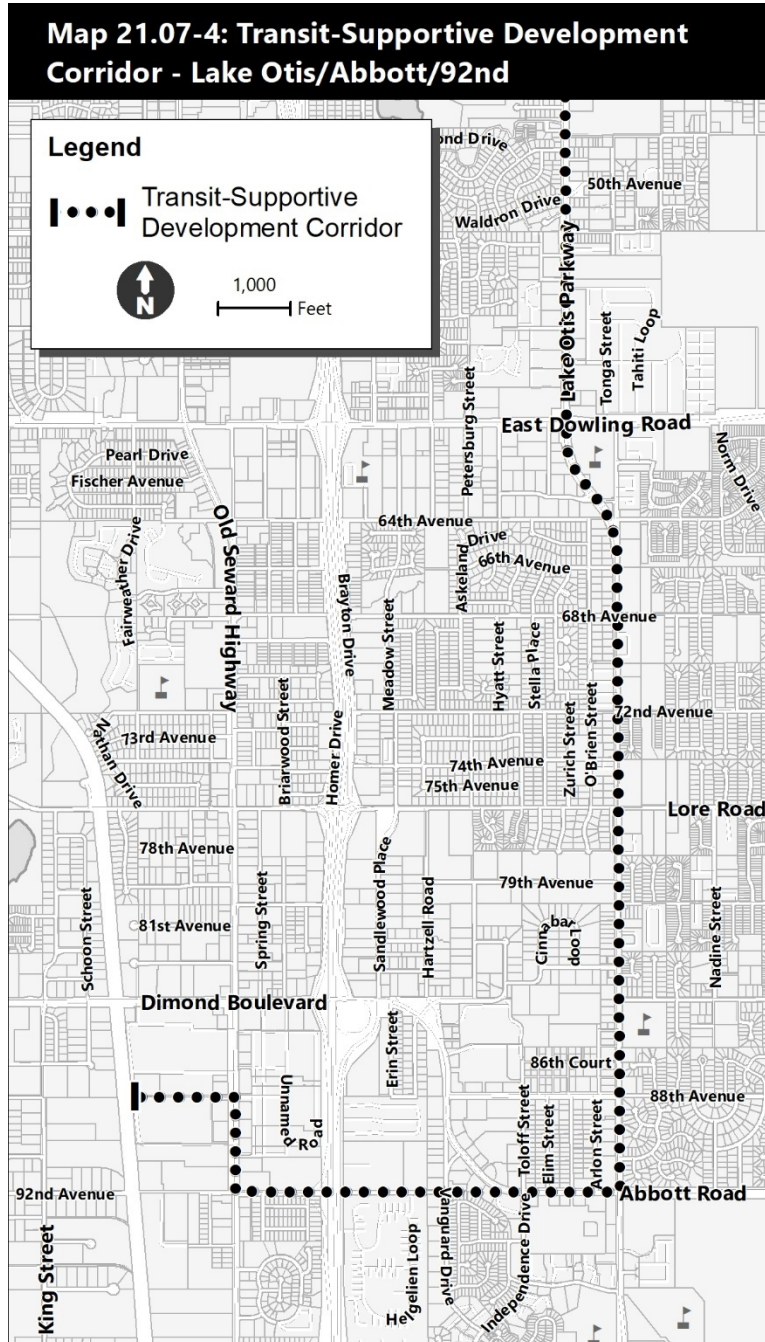 Map 21.07-4: Transit-Supportive Development
Corridor - Lake Otis/Abbott/92nd
Legend
Transit-Supportive
Development Corridor
N
1,000
Feet
ond Drive
50th Avenue
Waldron Drive
Lake Otis Parkway
Tonga Street
Tahiti Loop
Petersburg Street
East Dowling Road
Pearl Drive
Fischer Avenue
Norm Drive
Old Seward Highway
64th Avenue
Askeland Drive
66th Avenue
Fairweather Drive
Brayton Drive
Meadow Street
68th Avenue
Hyatt Street
Stella Place
Briarwood Street
Homer Drive
Zurich Street
O'Brien Street
72nd Avenue
Nathan Drive
73rd Avenue
74th Avenue
75th Avenue
Lore Road
78th Avenue
Sandlewood Place
79th Avenue
Schoon Street
81st Avenue
Spring Street
Hartzell Road
Cinnebar Loop
Nadine Street
Dimond Boulevard
Erin Street
86th Court
Unnamed Road
Toloff Street
Elim Street
Arlon Street
88th Avenue
92nd Avenue
Abbott Road
King Street
Helgelien Loop
Vanguard Drive
Independence Drive